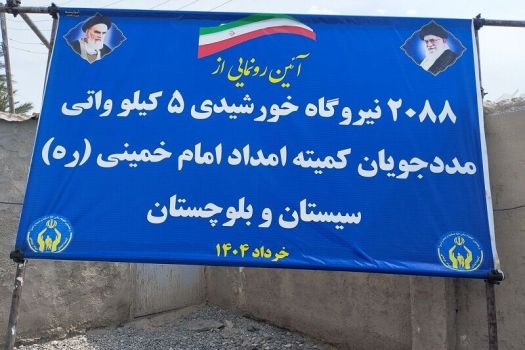 آئین رونمایی از
۲۰۸۸ نیروگاه خورشیدی ۵ کیلو واتی
مددجویان کمیته امداد امام خمینی (ره)
سیستان و بلوچستان
خرداد ۱۴۰۴